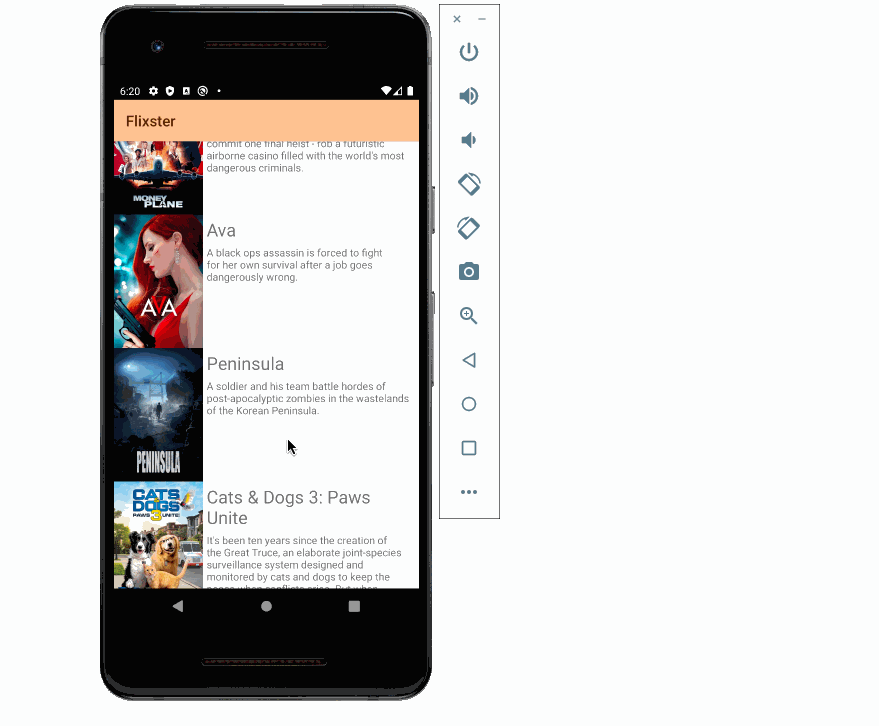 6:20
Flixster
commit one final heist - rob a futuristic
airborne casino filled with the world's most
dangerous criminals.
MONEY
PLANE
Ava
A black ops assassin is forced to fight
for her own survival after a job goes
dangerously wrong.
AVA
Peninsula
A soldier and his team battle hordes of
post-apocalyptic zombies in the wastelands
of the Korean Peninsula.
PENINSULA
Cats & Dogs 3: Paws
Unite
CATS
DOGS
3
PAWS UNITE!
It's been ten years since the creation of
the Great Truce, an elaborate joint-species
surveillance system designed and
monitored by cats and dogs to keep the